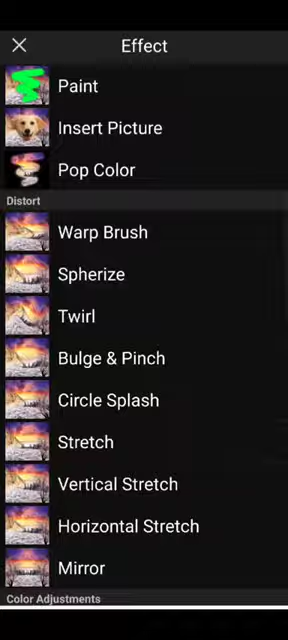 Effect
Paint
Insert Picture
Pop Color
Distort
Warp Brush
Spherize
Twirl
Bulge & Pinch
Circle Splash
Stretch
Vertical Stretch
Horizontal Stretch
Mirror
Color Adjustments